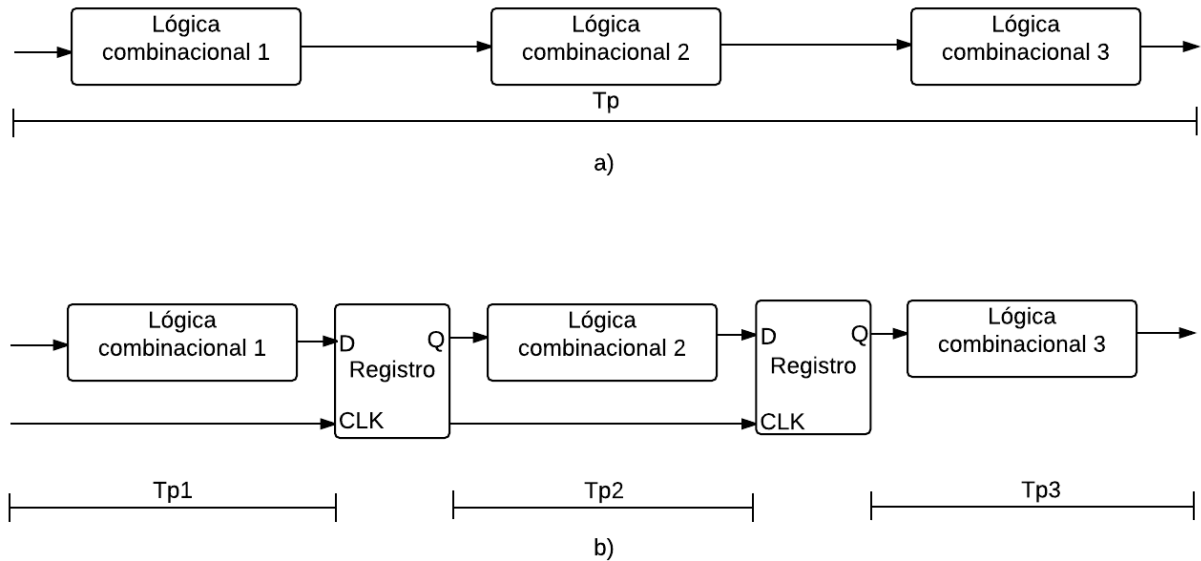 Lógica
combinacional 1
Lógica
combinacional 2
Lógica
combinacional 3
Tp
a)
Lógica
combinacional 1
D
Q
Registro
CLK
Lógica
combinacional 2
D
Q
Registro
CLK
Lógica
combinacional 3
Tp1
Tp2
Tp3
b)